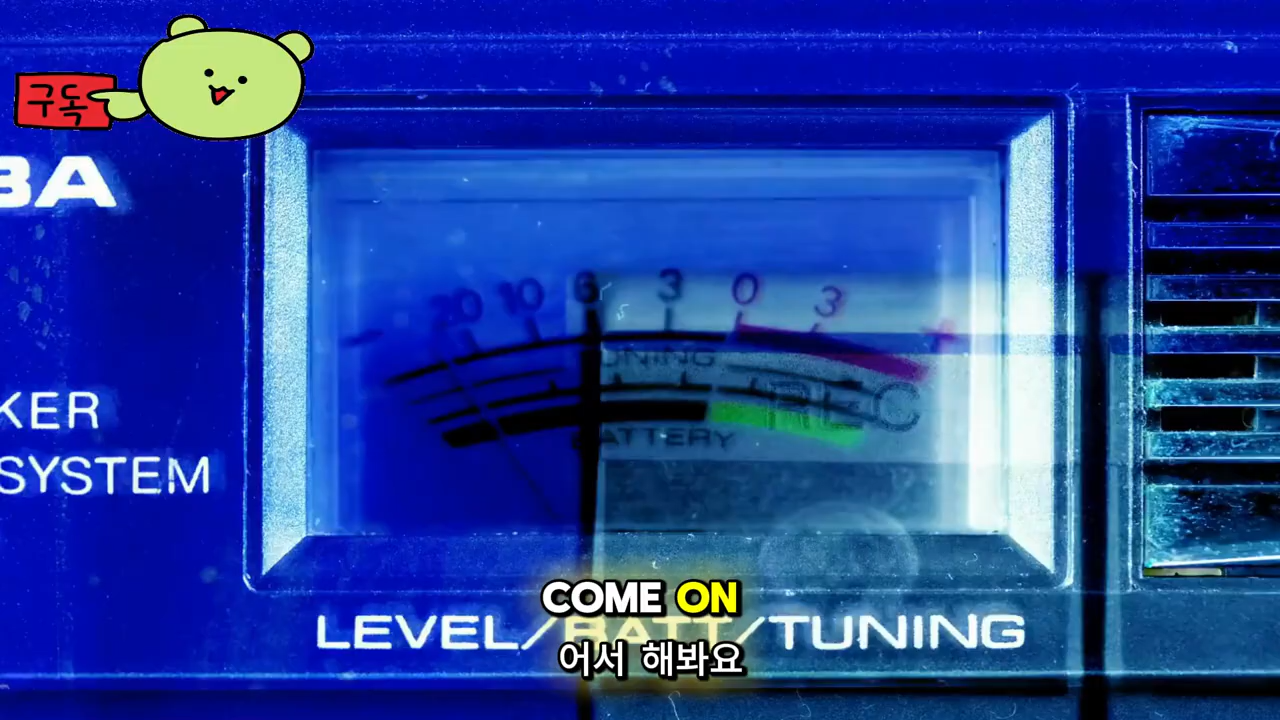 구독
BA
20 10 6 3 0 3 +
TUNING
REC
BATTERY
KER
SYSTEM
COME ON
LEVEL/BATT/TUNING
어서 해봐요